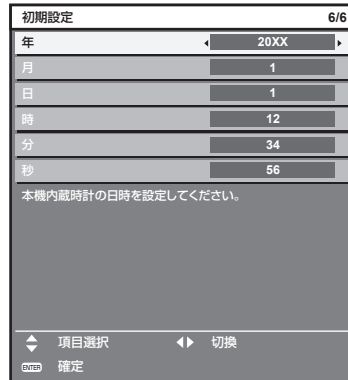 初期設定 6/6
年 20XX
月 1
日 1
時 12
分 34
秒 56
本機内蔵時計の日時を設定してください。
項目選択 切換
ENTER 確定